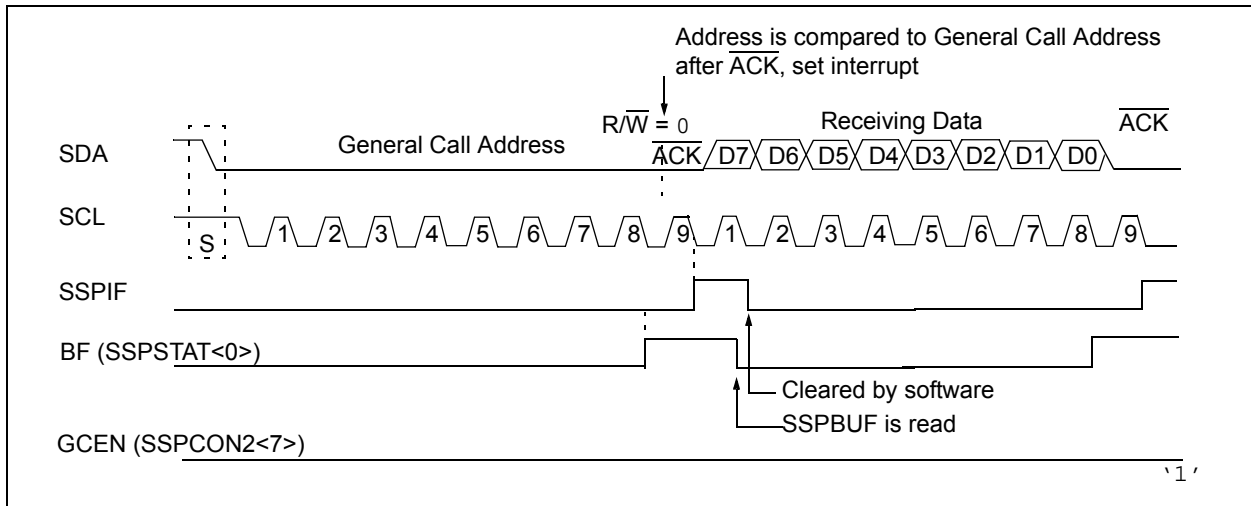 Address is compared to General Call Address
after ACK, set interrupt
R/W = 0
Receiving Data
ACK
General Call Address
SDA
ACK
D7 D6 D5 D4 D3 D2 D1 D0
SCL
S
1 2 3 4 5 6 7 8 9 1 2 3 4 5 6 7 8 9
SSPIF
BF (SSPSTAT<0>)
Cleared by software
SSPBUF is read
GCEN (SSPCON2<7>)
‘1’